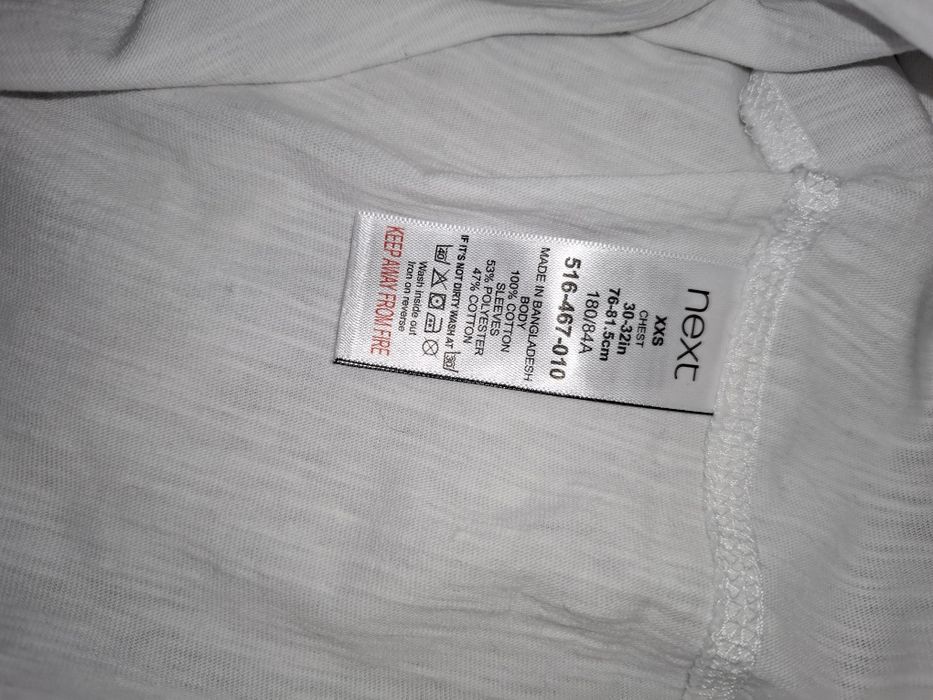 next
XXS
CHEST
30-32in
76-81.5cm
180/84A
516-467-010
MADE IN BANGLADESH
BODY
100% COTTON
SLEEVES
53% POLYESTER
47% COTTON
IF IT'S NOT DIRTY WASH AT 30
40
Wash inside out
Iron on reverse
KEEP AWAY FROM FIRE